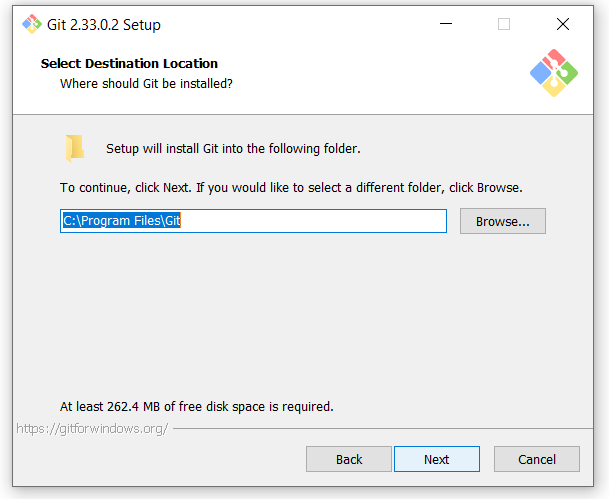 Git 2.33.0.2 Setup
Select Destination Location
Where should Git be installed?
Setup will install Git into the following folder.
To continue, click Next. If you would like to select a different folder, click Browse.
C:\Program Files\Git
Browse...
At least 262.4 MB of free disk space is required.
https://gitforwindows.org/
Back
Next
Cancel